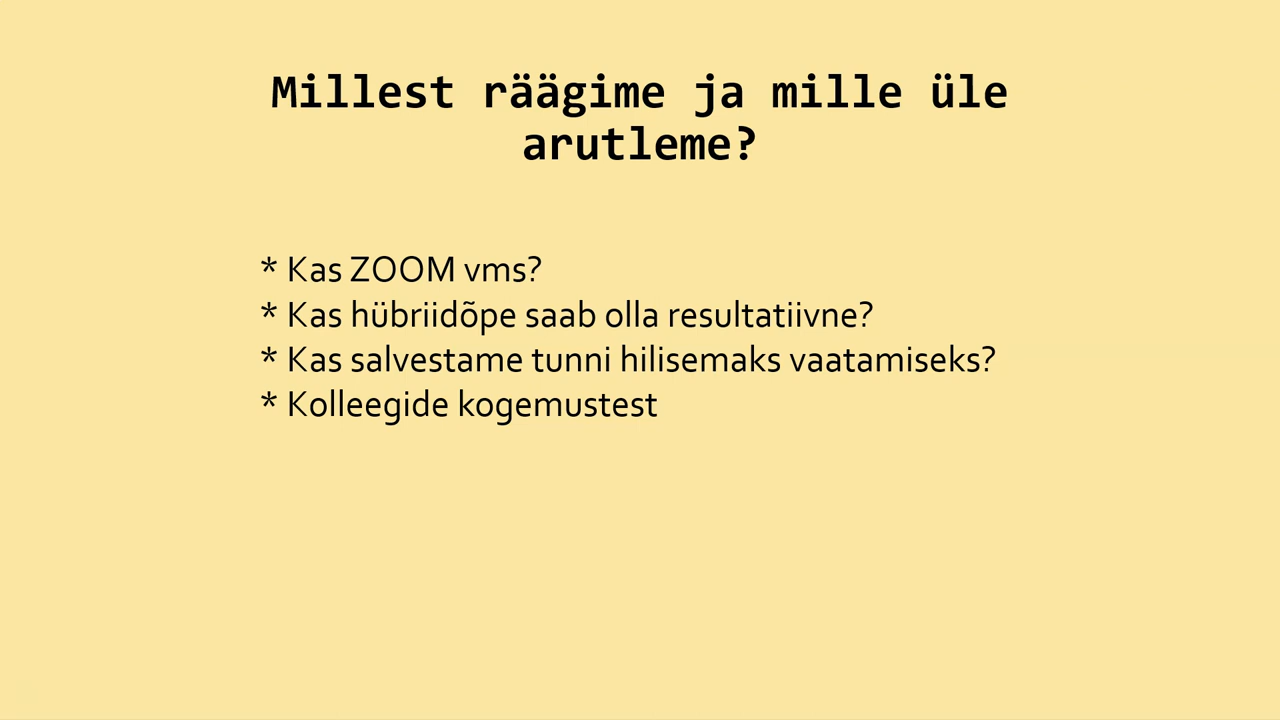 Millest räägime ja mille üle
arutleme?
* Kas ZOOM vms?
* Kas hübriidõpe saab olla resultatiivne?
* Kas salvestame tunni hilisemaks vaatamiseks?
* Kolleegide kogemustest